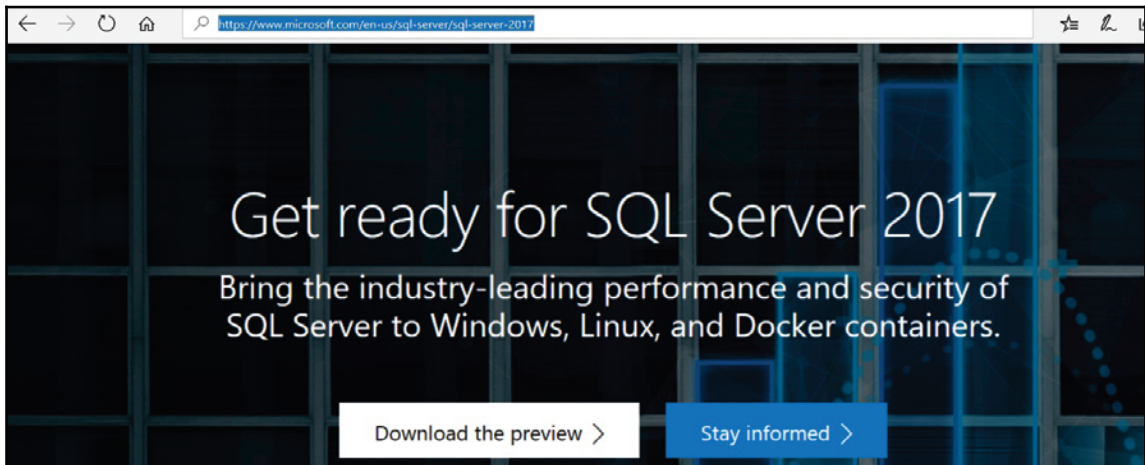 https://www.microsoft.com/en-us/sql-server/sql-server-2017
Get ready for SQL Server 2017
Bring the industry-leading performance and security of
SQL Server to Windows, Linux, and Docker containers.
Download the preview
Stay informed